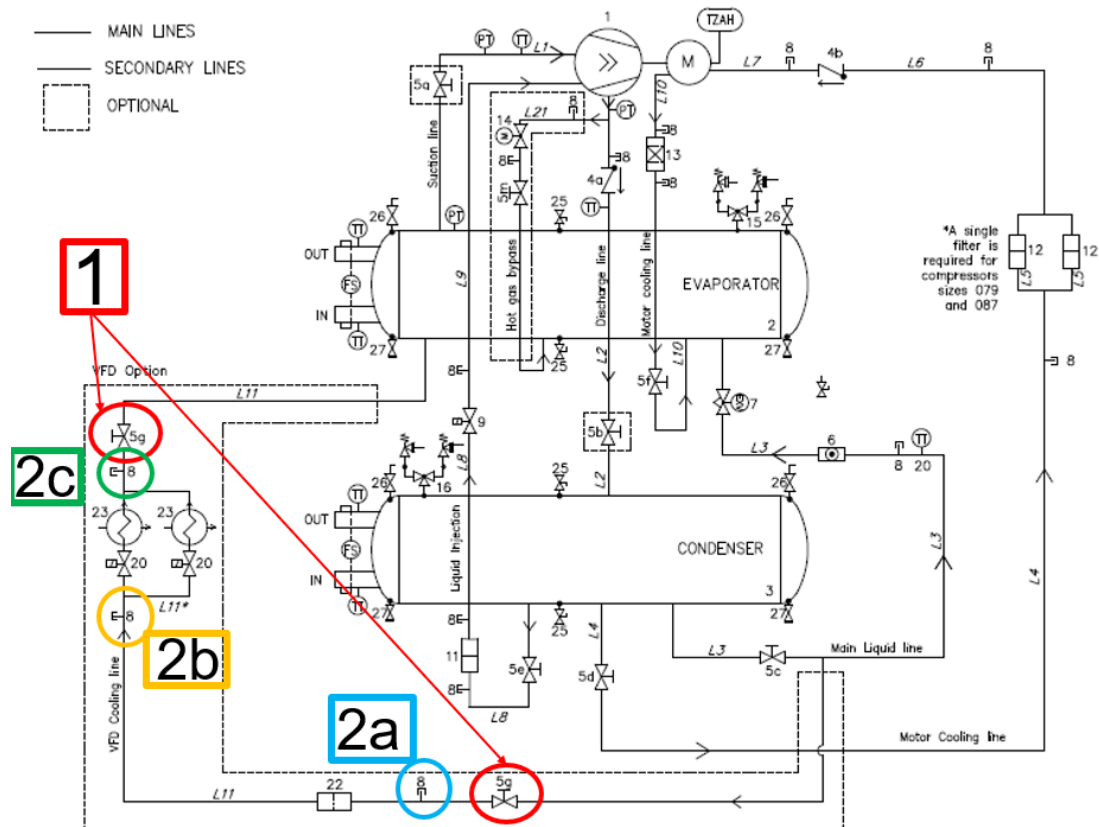 MAIN LINES
SECONDARY LINES
OPTIONAL
1
TZAH
PT
TT
L1
M
8
4b
8
L7
L6
5a
L10
8
L21
14
M
PT
8
13
8
8
4a
8
5m
TT
Suction line
26
TT
PT
25
15
26
OUT
FS
IN
TT
27
L9
Hot gas bypass
Discharge line
Motor cooling line
EVAPORATOR
2
27
*A single
filter is
required for
compressors
sizes 079
and 087
12
12
L5
L5
1
VFD Option
L11
8
25
L2
L10
5f
7
8
9
5b
L3
6
8
TT
20
5g
2c
8
L8
16
L2
25
26
TT
26
23
23
OUT
FS
IN
TT
27
Liquid Injection
CONDENSER
3
27
L3
L4
20
20
L11*
8
2b
8
25
L4
L3
5c
Main Liquid line
11
5e
5d
8
L8
VFD Cooling line
2a
Motor Cooling line
8
5g
L11
22